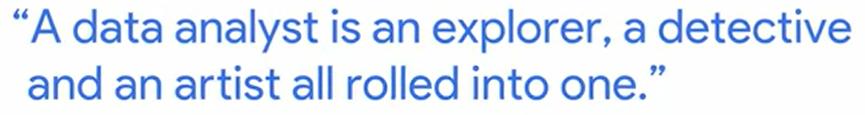 “A data analyst is an explorer, a detective
and an artist all rolled into one.”